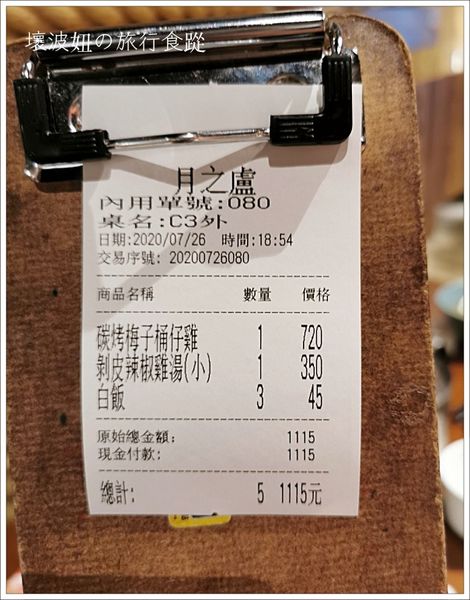 壞波妞の旅行食蹤
月之盧
內用單號:080
桌名:C3外
日期:2020/07/26 時間:18:54
交易序號: 20200726080
商品名稱 數量 價格
碳烤梅子桶仔雞 1 720
剝皮辣椒雞湯(小) 1 350
白飯 3 45
原始總金額: 1115
現金付款: 1115
總計: 5 1115元